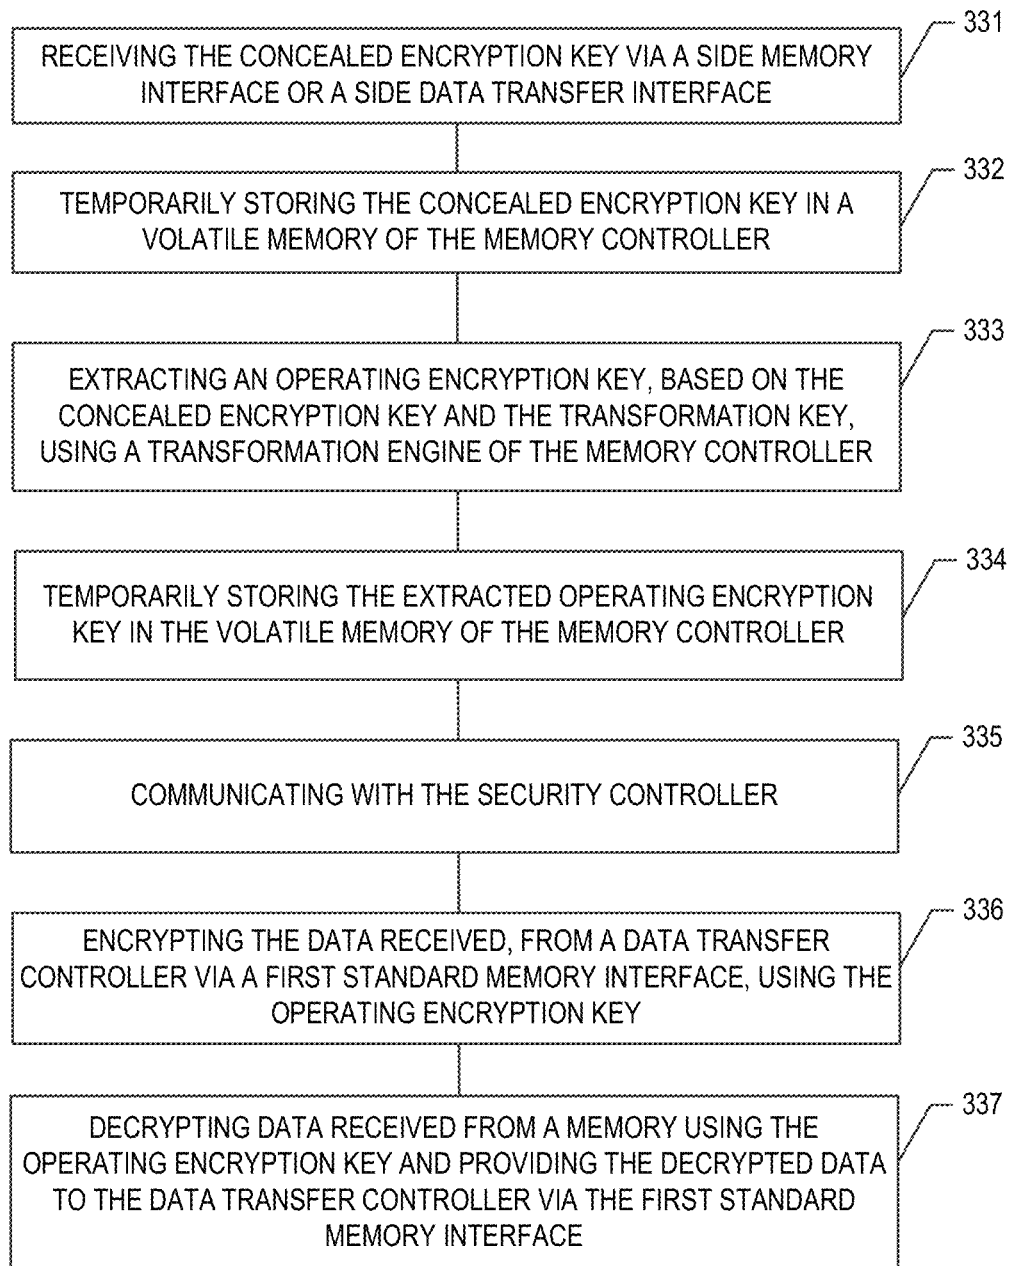 331
RECEIVING THE CONCEALED ENCRYPTION KEY VIA A SIDE MEMORY
INTERFACE OR A SIDE DATA TRANSFER INTERFACE
332
TEMPORARILY STORING THE CONCEALED ENCRYPTION KEY IN A
VOLATILE MEMORY OF THE MEMORY CONTROLLER
333
EXTRACTING AN OPERATING ENCRYPTION KEY, BASED ON THE
CONCEALED ENCRYPTION KEY AND THE TRANSFORMATION KEY,
USING A TRANSFORMATION ENGINE OF THE MEMORY CONTROLLER
334
TEMPORARILY STORING THE EXTRACTED OPERATING ENCRYPTION
KEY IN THE VOLATILE MEMORY OF THE MEMORY CONTROLLER
335
COMMUNICATING WITH THE SECURITY CONTROLLER
336
ENCRYPTING THE DATA RECEIVED, FROM A DATA TRANSFER
CONTROLLER VIA A FIRST STANDARD MEMORY INTERFACE, USING THE
OPERATING ENCRYPTION KEY
337
DECRYPTING DATA RECEIVED FROM A MEMORY USING THE
OPERATING ENCRYPTION KEY AND PROVIDING THE DECRYPTED DATA
TO THE DATA TRANSFER CONTROLLER VIA THE FIRST STANDARD
MEMORY INTERFACE